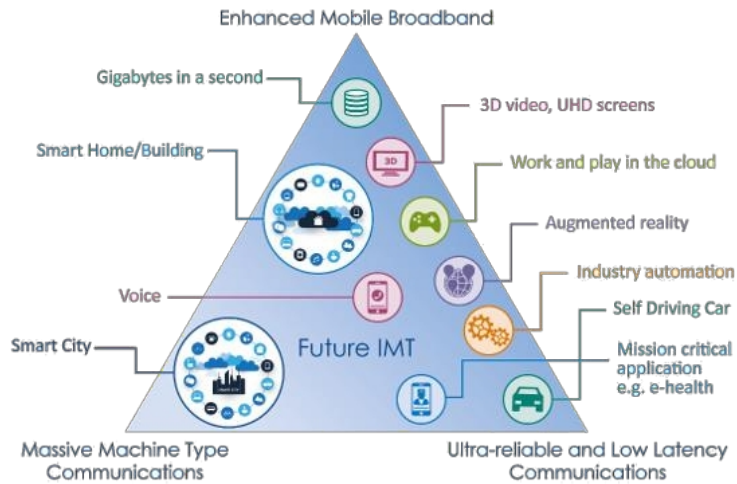 Enhanced Mobile Broadband
Gigabytes in a second
3D video, UHD screens
3D
Smart Home/Building
Work and play in the cloud
Augmented reality
Industry automation
Voice
Self Driving Car
Smart City
Future IMT
Mission critical
application
e.g. e-health
Massive Machine Type
Communications
Ultra-reliable and Low Latency
Communications